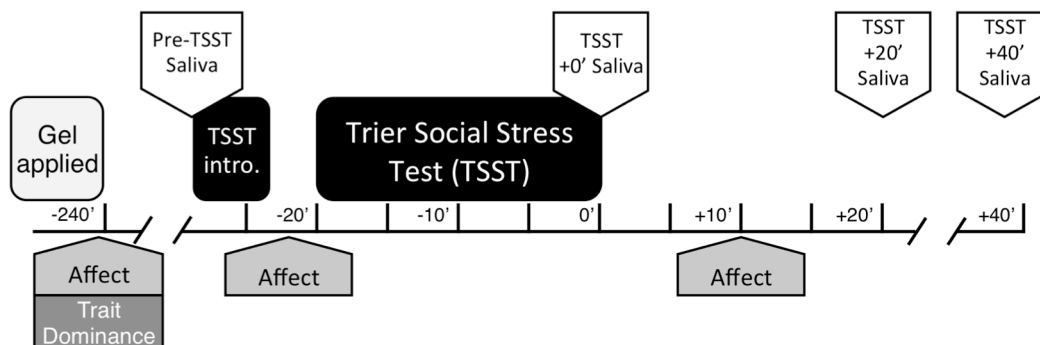 Pre-TSST
Saliva
TSST
+0’ Saliva
TSST
+20’
Saliva
TSST
+40’
Saliva
Gel
applied
TSST
intro.
Trier Social Stress
Test (TSST)
-240’
-20’
-10’
0’
+10’
+20’
+40’
Affect
Affect
Affect
Trait
Dominance